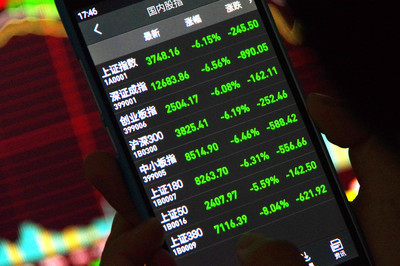 17:46
国内股指
最新 涨幅 涨跌
上证指数 3748.16 -6.15% -245.50
1A0001
深证成指 12683.86 -6.56% -890.05
399001
创业板指 2504.17 -6.08% -162.11
399006
沪深300 3825.41 -6.19% -252.46
1B0300
中小板指 8514.90 -6.46% -588.42
399005
上证180 8263.70 -6.31% -556.66
1B0007
上证50 2407.97 -5.59% -142.50
1B0016
上证380 7116.39 -8.04% -621.92
1B0009
资讯